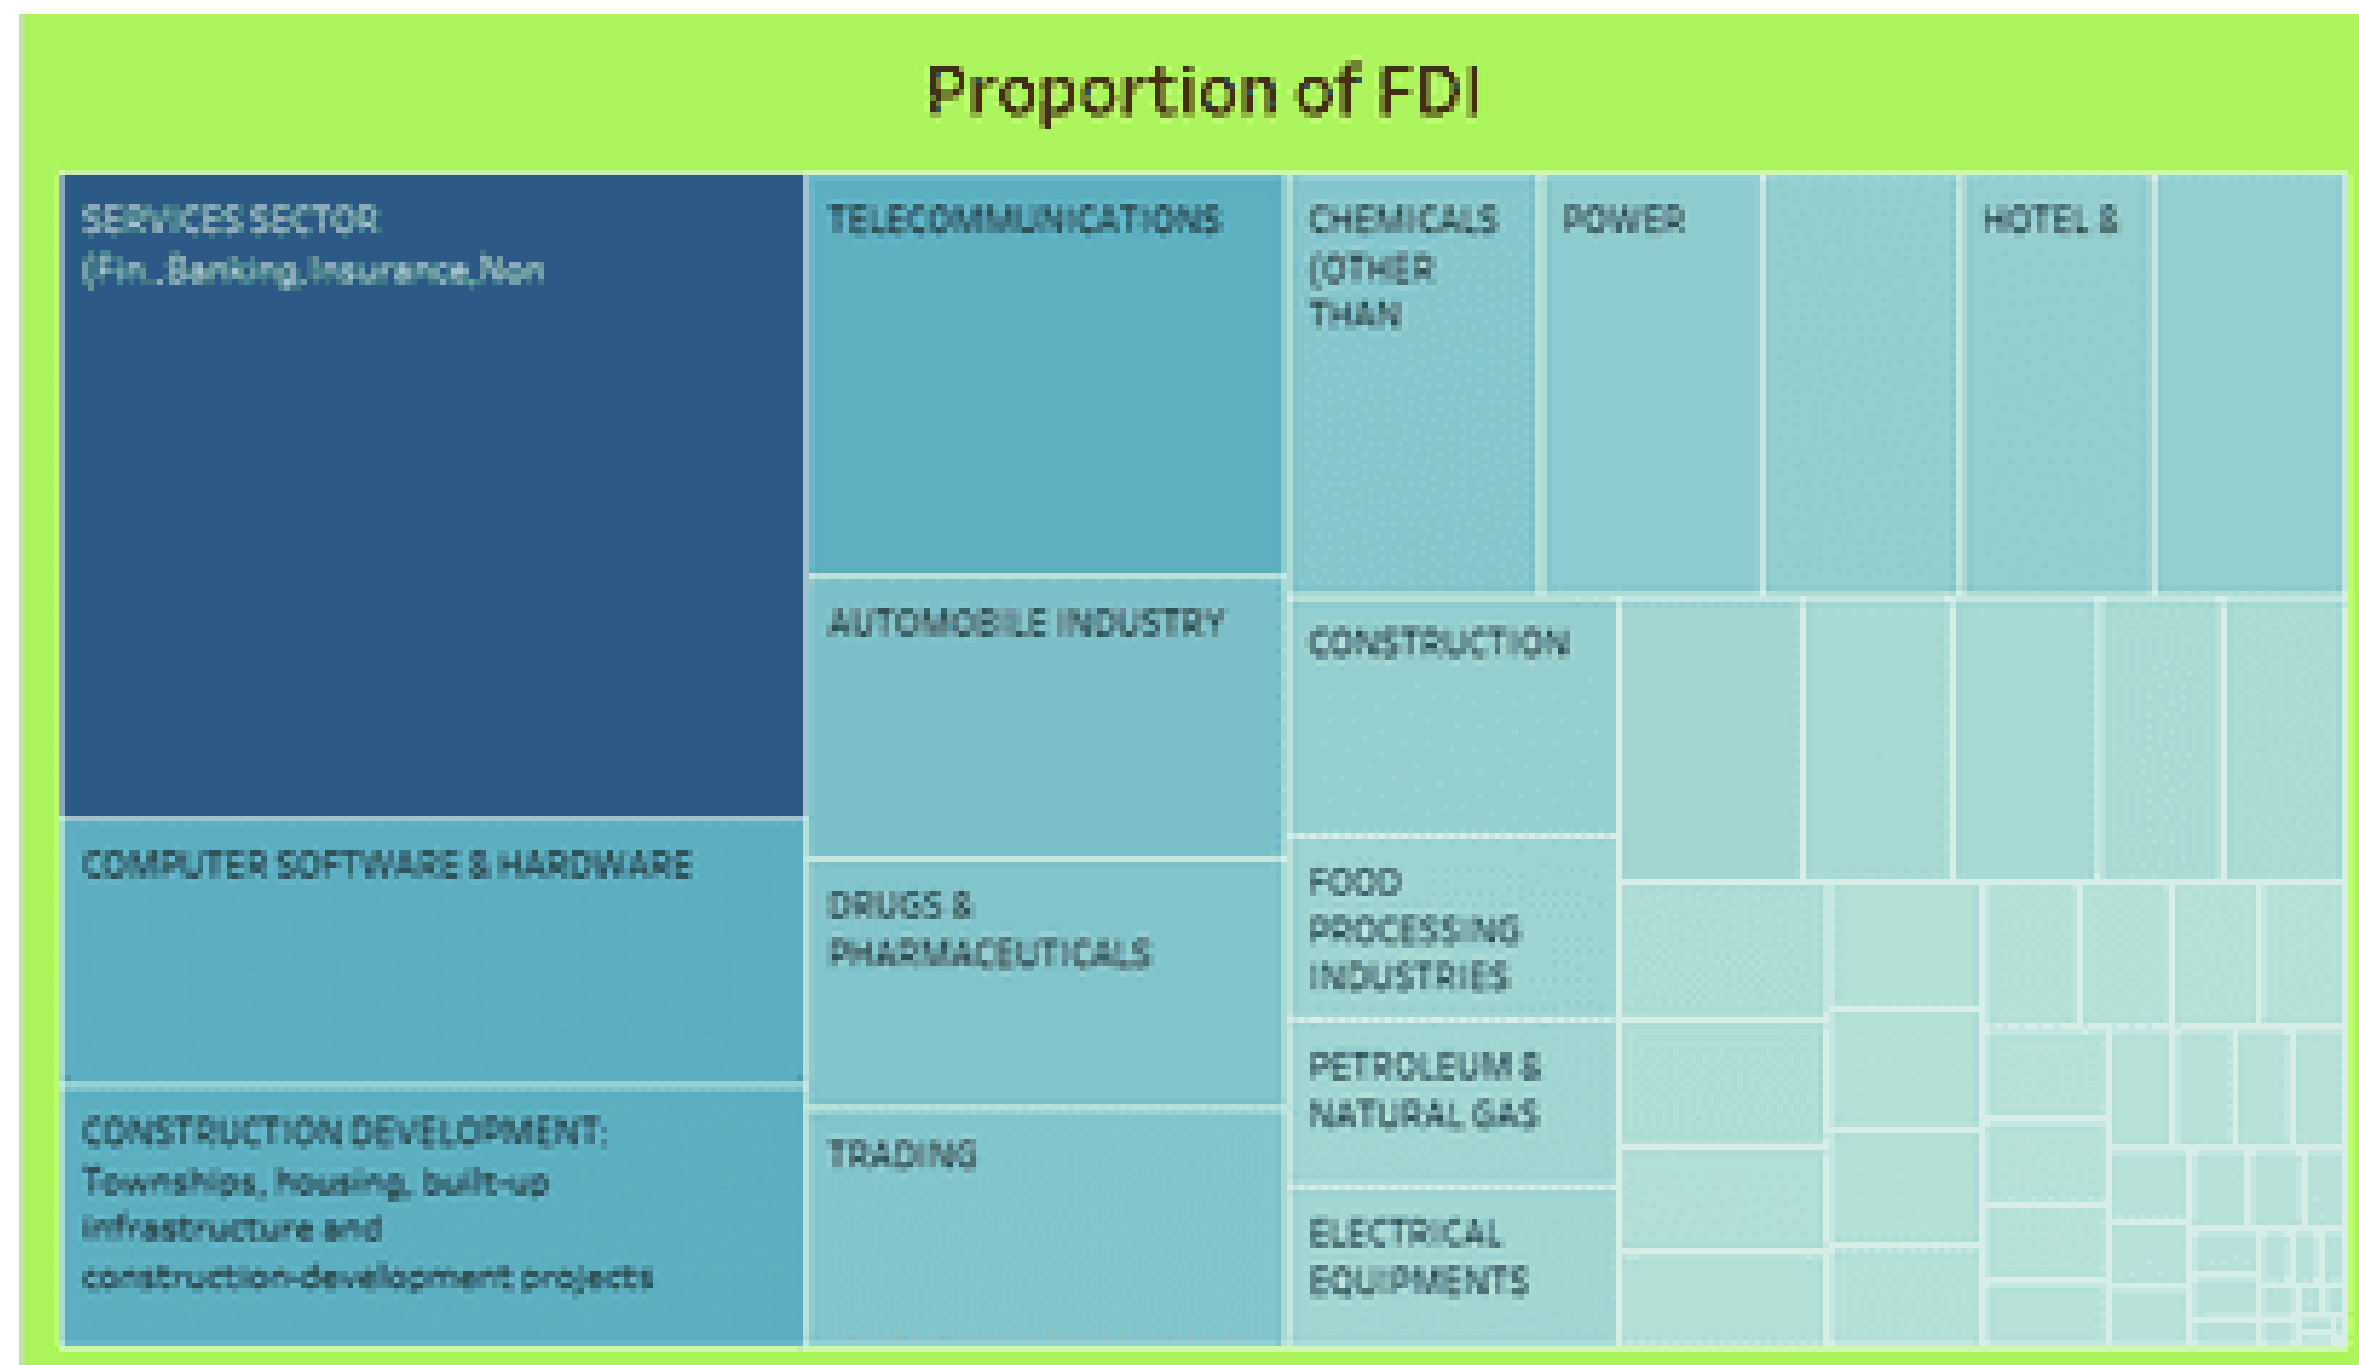 Proportion of FDI
SERVICES SECTOR
(Fin.,Banking,Insurance,Non
COMPUTER SOFTWARE & HARDWARE
CONSTRUCTION DEVELOPMENT:
Townships, housing, built-up
infrastructure and
construction-development projects
TELECOMMUNICATIONS
AUTOMOBILE INDUSTRY
DRUGS &
PHARMACEUTICALS
TRADING
CHEMICALS
(OTHER
THAN
POWER
HOTEL &
CONSTRUCTION
FOOD
PROCESSING
INDUSTRIES
PETROLEUM &
NATURAL GAS
ELECTRICAL
EQUIPMENTS